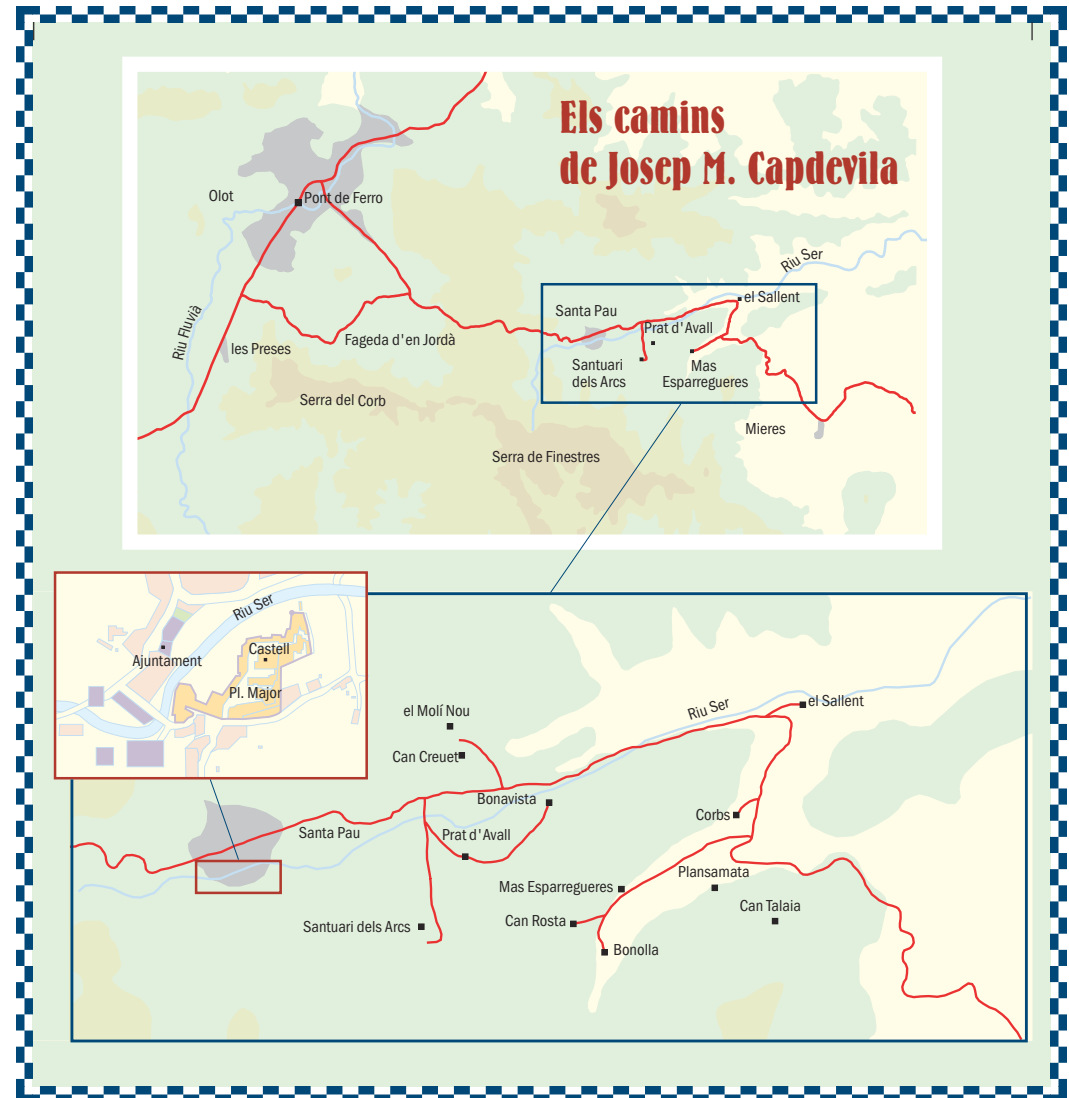 Els camins
de Josep M. Capdevila
Olot
Pont de Ferro
Riu Ser
el Sallent
Santa Pau
Riu Fluvià
Prat d'Avall
Fageda d'en Jordà
les Preses
Santuari
dels Arcs
Mas
Esparregueres
Serra del Corb
Mieres
Serra de Finestres
Riu Ser
Castell
Ajuntament
Pl. Major
el Molí Nou
Riu Ser
el Sallent
Can Creuet
Bonavista
Corbs
Santa Pau
Prat d'Avall
Plansamata
Mas Esparregueres
Can Talaia
Can Rosta
Santuari dels Arcs
Bonolla